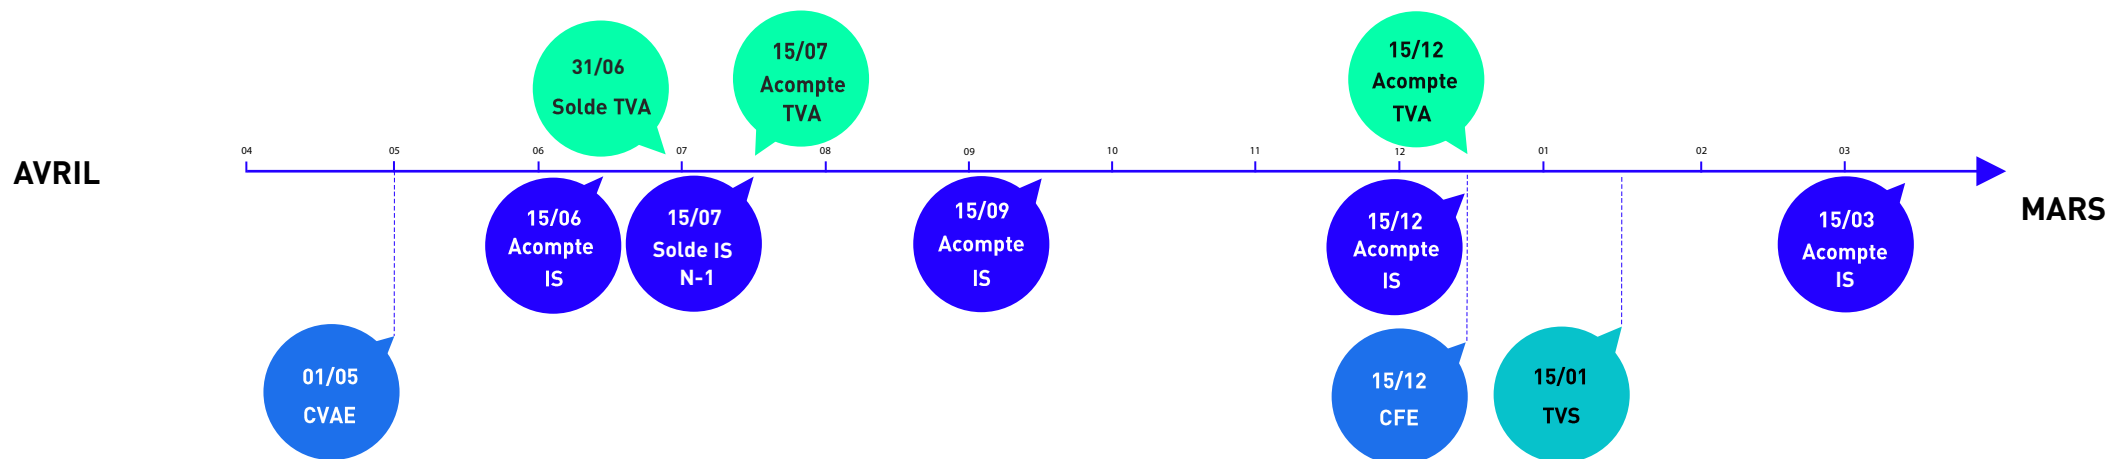 31/06
Solde TVA
15/07
Acompte
TVA
15/12
Acompte
TVA
AVRIL
04
05
06
07
08
09
10
11
12
01
02
03
MARS
15/06
Acompte
IS
15/07
Solde IS
N-1
15/09
Acompte
IS
15/12
Acompte
IS
15/03
Acompte
IS
01/05
CVAE
15/12
CFE
15/01
TVS